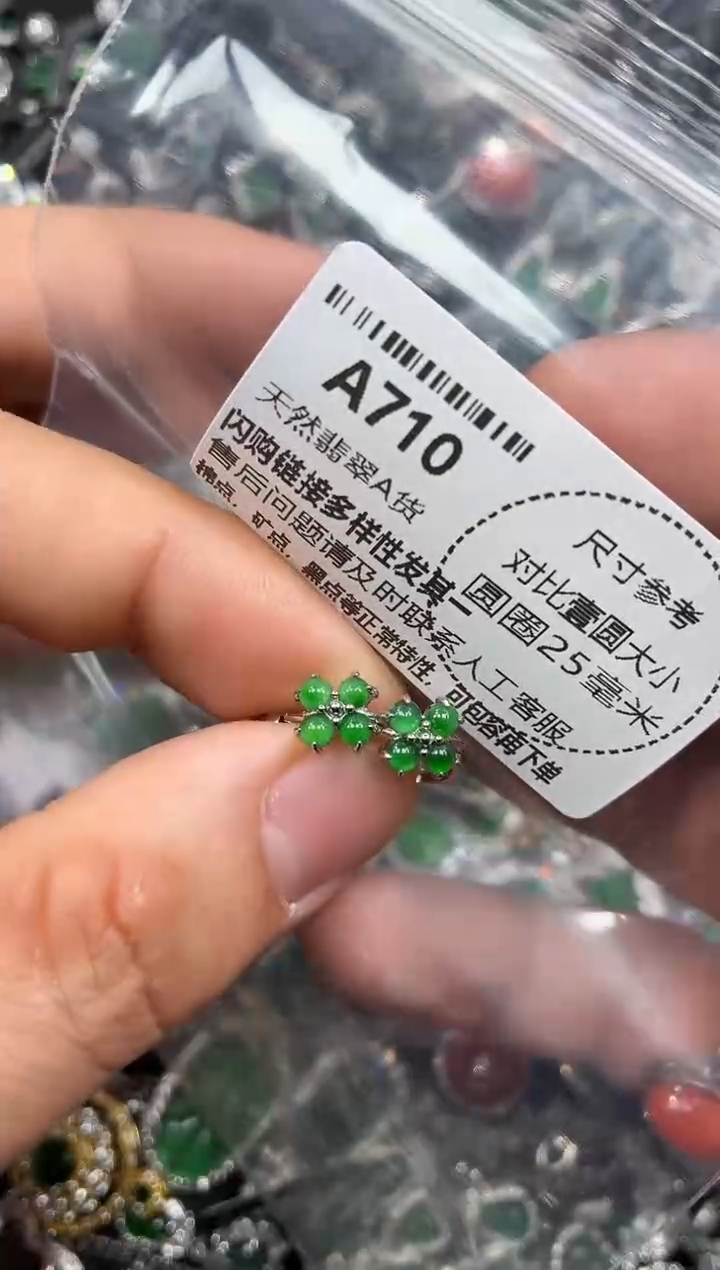 A710
天然翡翠A货
闪购链接多样性发其一
售后问题请及时联系人工客服
棉点，矿点，黑点等正常特性，可包容再下单
尺寸参考
对比壹圆大小
圆圈25毫米